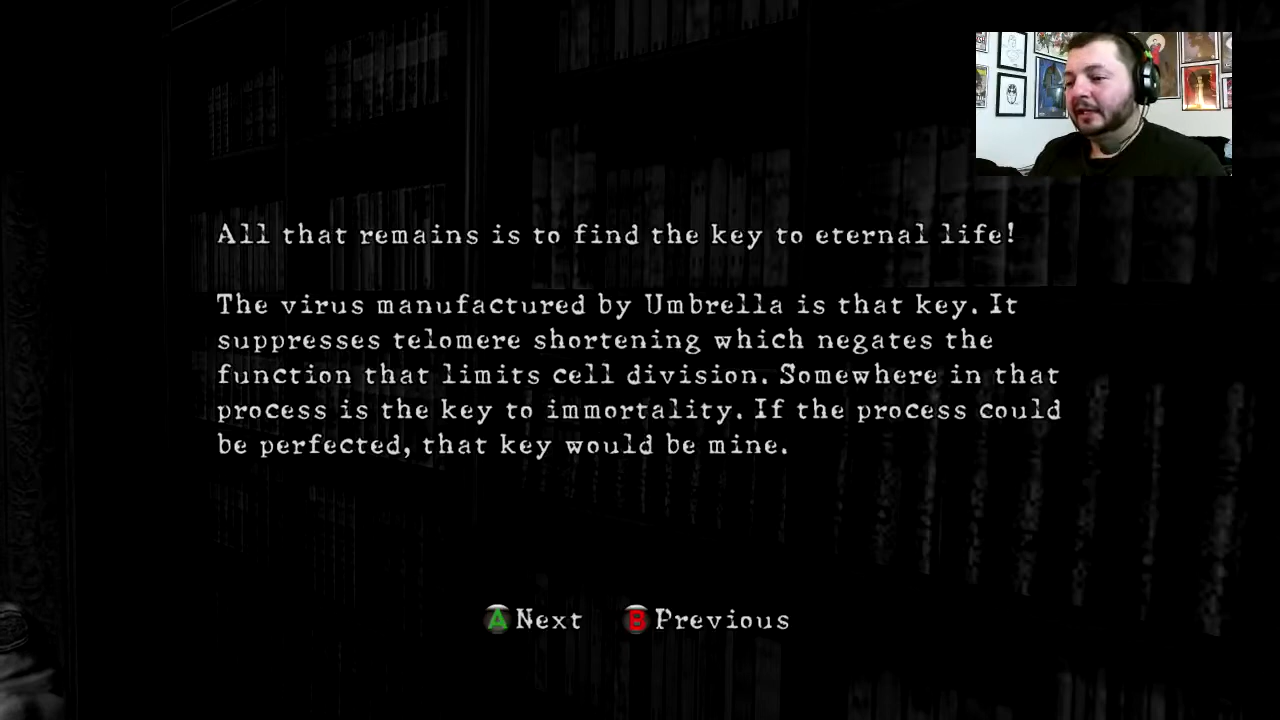 All that remains is to find the key to eternal life!
The virus manufactured by Umbrella is that key. It
suppresses telomere shortening which negates the
function that limits cell division. Somewhere in that
process is the key to immortality. If the process could
be perfected, that key would be mine.
A Next B Previous